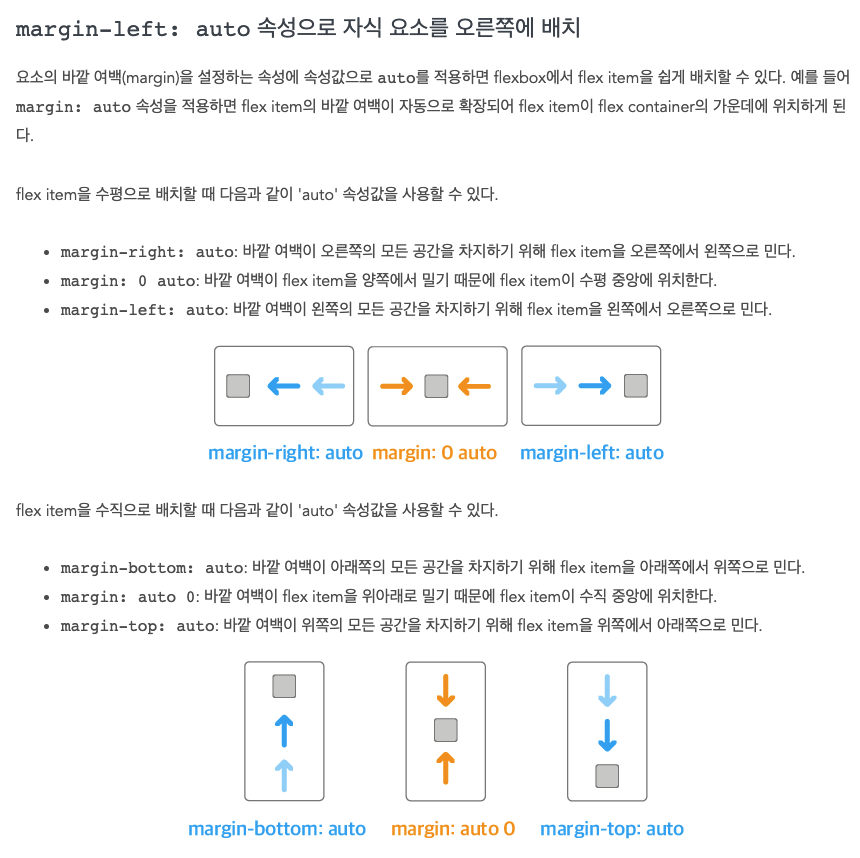 margin-left: auto 속성으로 자식 요소를 오른쪽에 배치
요소의 바깥 여백(margin)을 설정하는 속성에 속성값으로 auto를 적용하면 flexbox에서 flex item을 쉽게 배치할 수 있다. 예를 들어
margin: auto 속성을 적용하면 flex item의 바깥 여백이 자동으로 확장되어 flex item이 flex container의 가운데에 위치하게 된
다.
flex item을 수평으로 배치할 때 다음과 같이 'auto' 속성값을 사용할 수 있다.
• margin-right: auto: 바깥 여백이 오른쪽의 모든 공간을 차지하기 위해 flex item을 오른쪽에서 왼쪽으로 민다.
• margin: 0 auto: 바깥 여백이 flex item을 양쪽에서 밀기 때문에 flex item이 수평 중앙에 위치한다.
• margin-left: auto: 바깥 여백이 왼쪽의 모든 공간을 차지하기 위해 flex item을 왼쪽에서 오른쪽으로 민다.
margin-right: auto margin: 0 auto margin-left: auto
flex item을 수직으로 배치할 때 다음과 같이 'auto' 속성값을 사용할 수 있다.
• margin-bottom: auto: 바깥 여백이 아래쪽의 모든 공간을 차지하기 위해 flex item을 아래쪽에서 위쪽으로 민다.
• margin: auto 0: 바깥 여백이 flex item을 위아래로 밀기 때문에 flex item이 수직 중앙에 위치한다.
• margin-top: auto: 바깥 여백이 위쪽의 모든 공간을 차지하기 위해 flex item을 위쪽에서 아래쪽으로 민다.
margin-bottom: auto margin: auto 0 margin-top: auto